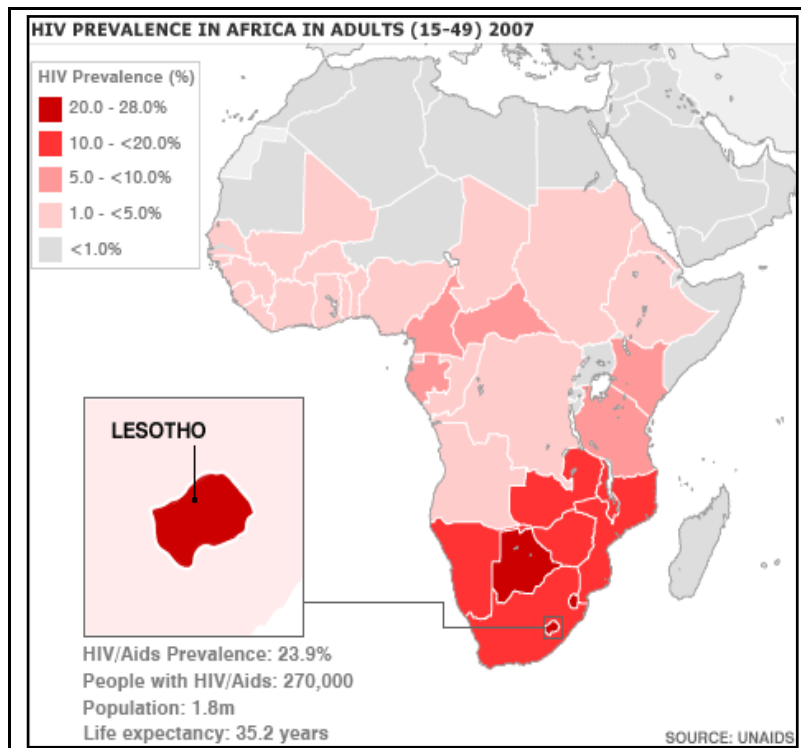 HIV PREVALENCE IN AFRICA IN ADULTS (15-49) 2007
HIV Prevalence (%)
20.0 - 28.0%
10.0 - <20.0%
5.0 - <10.0%
1.0 - <5.0%
<1.0%
LESOTHO
HIV/Aids Prevalence: 23.9%
People with HIV/Aids: 270,000
Population: 1.8m
Life expectancy: 35.2 years
SOURCE: UNAIDS